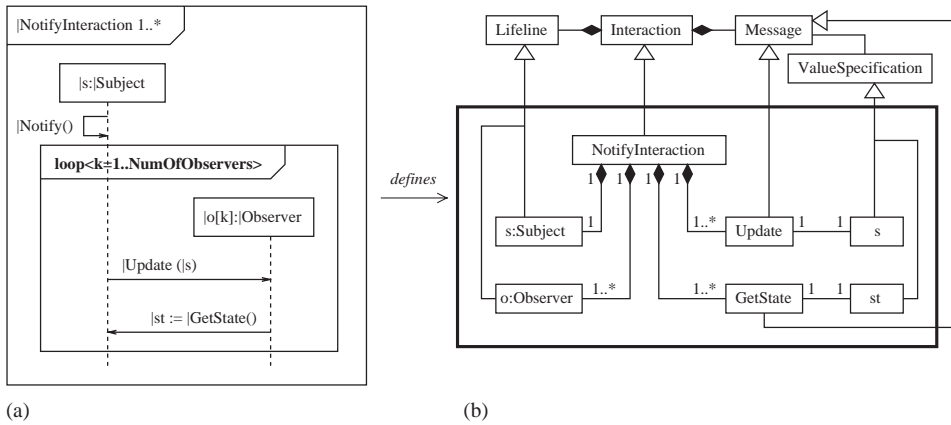 |NotifyInteraction 1..*
|s:|Subject
|Notify()
loop<k=1..NumOfObservers>
|o[k]:|Observer
|Update (|s)
|st := |GetState()
(a)
defines
Lifeline
Interaction
Message
ValueSpecification
NotifyInteraction
1 1 1 1
s:Subject
1
1..*
Update
1
1
s
o:Observer
1..*
1..*
GetState
1
1
st
(b)